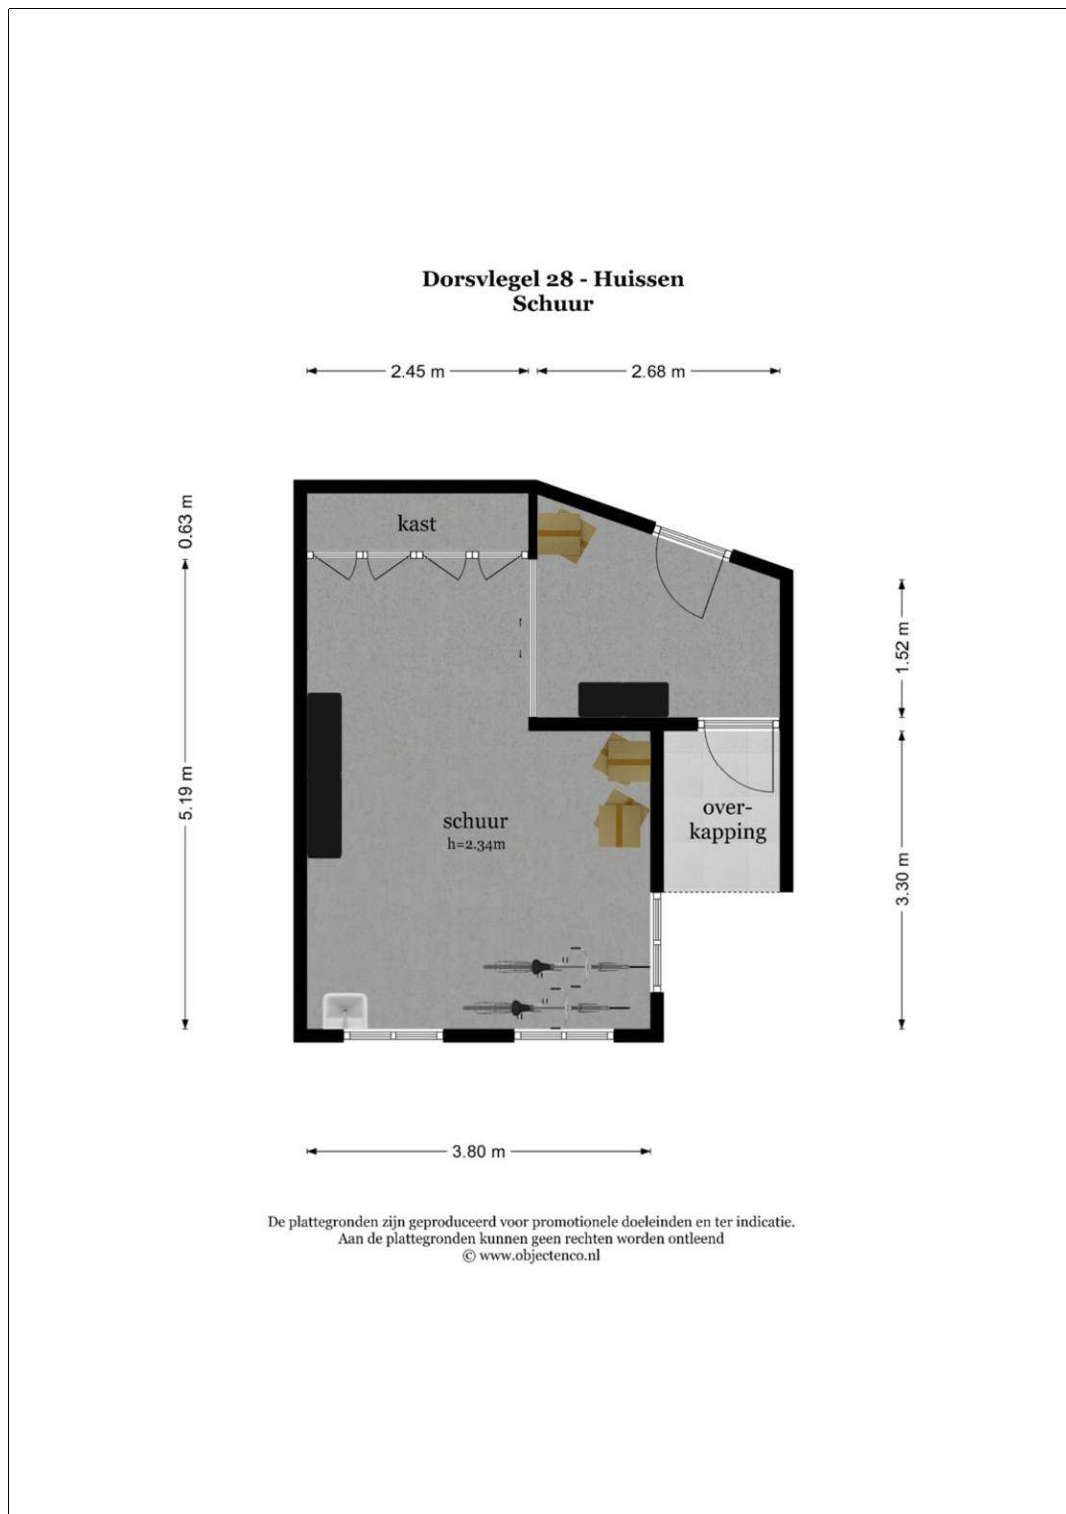 Dorsvlegel 28 - Huissen
Schuur
2.45 m
2.68 m
0.63 m
kast
1.52 m
5.19 m
schuur
h=2.34m
over-
kapping
3.30 m
3.80 m
De plattegronden zijn geproduceerd voor promotionele doeleinden en ter indicatie.
Aan de plattegronden kunnen geen rechten worden ontleend
© www.objectenco.nl